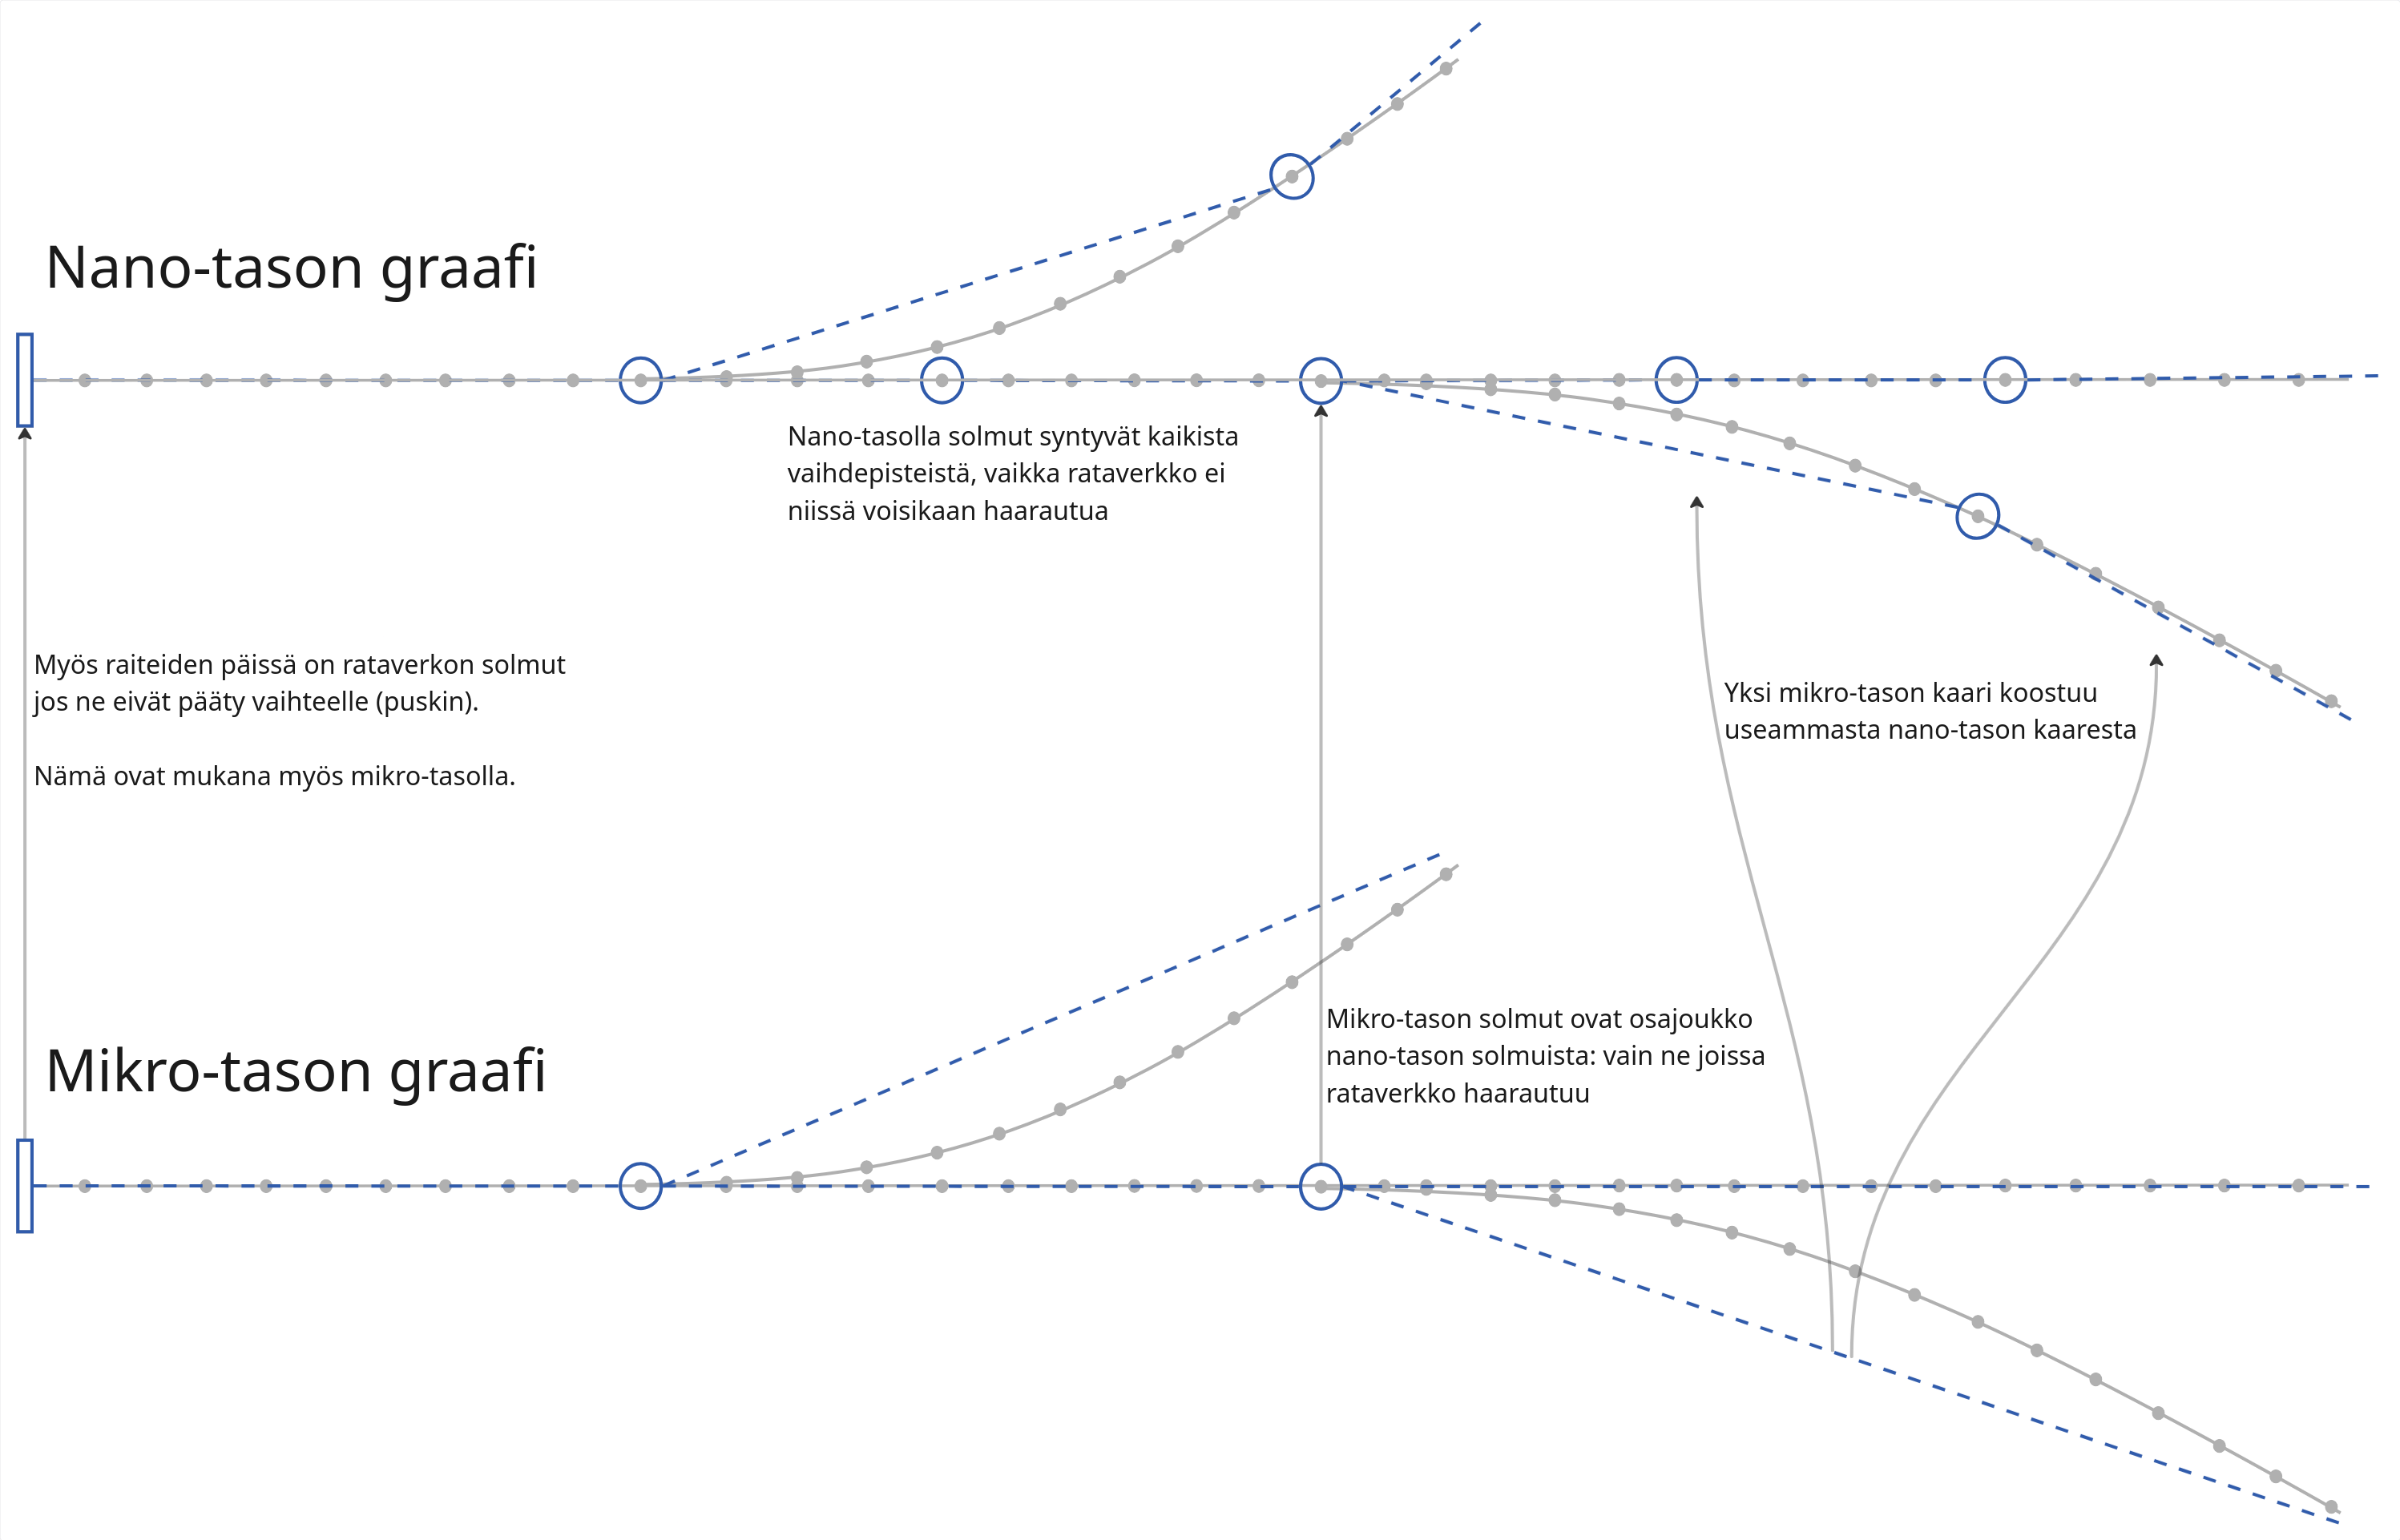 Nano-tason graafi
Nano-tasolla solmut syntyvät kaikista
vaihdepisteistä, vaikka rataverkko ei
niissä voisikaan haarautua
Myös raiteiden päissä on rataverkon solmut
jos ne eivät pääty vaihteelle (puskin).
Nämä ovat mukana myös mikro-tasolla.
Yksi mikro-tason kaari koostuu
useammasta nano-tason kaaresta
Mikro-tason graafi
Mikro-tason solmut ovat osajoukko
nano-tason solmuista: vain ne joissa
rataverkko haarautuu